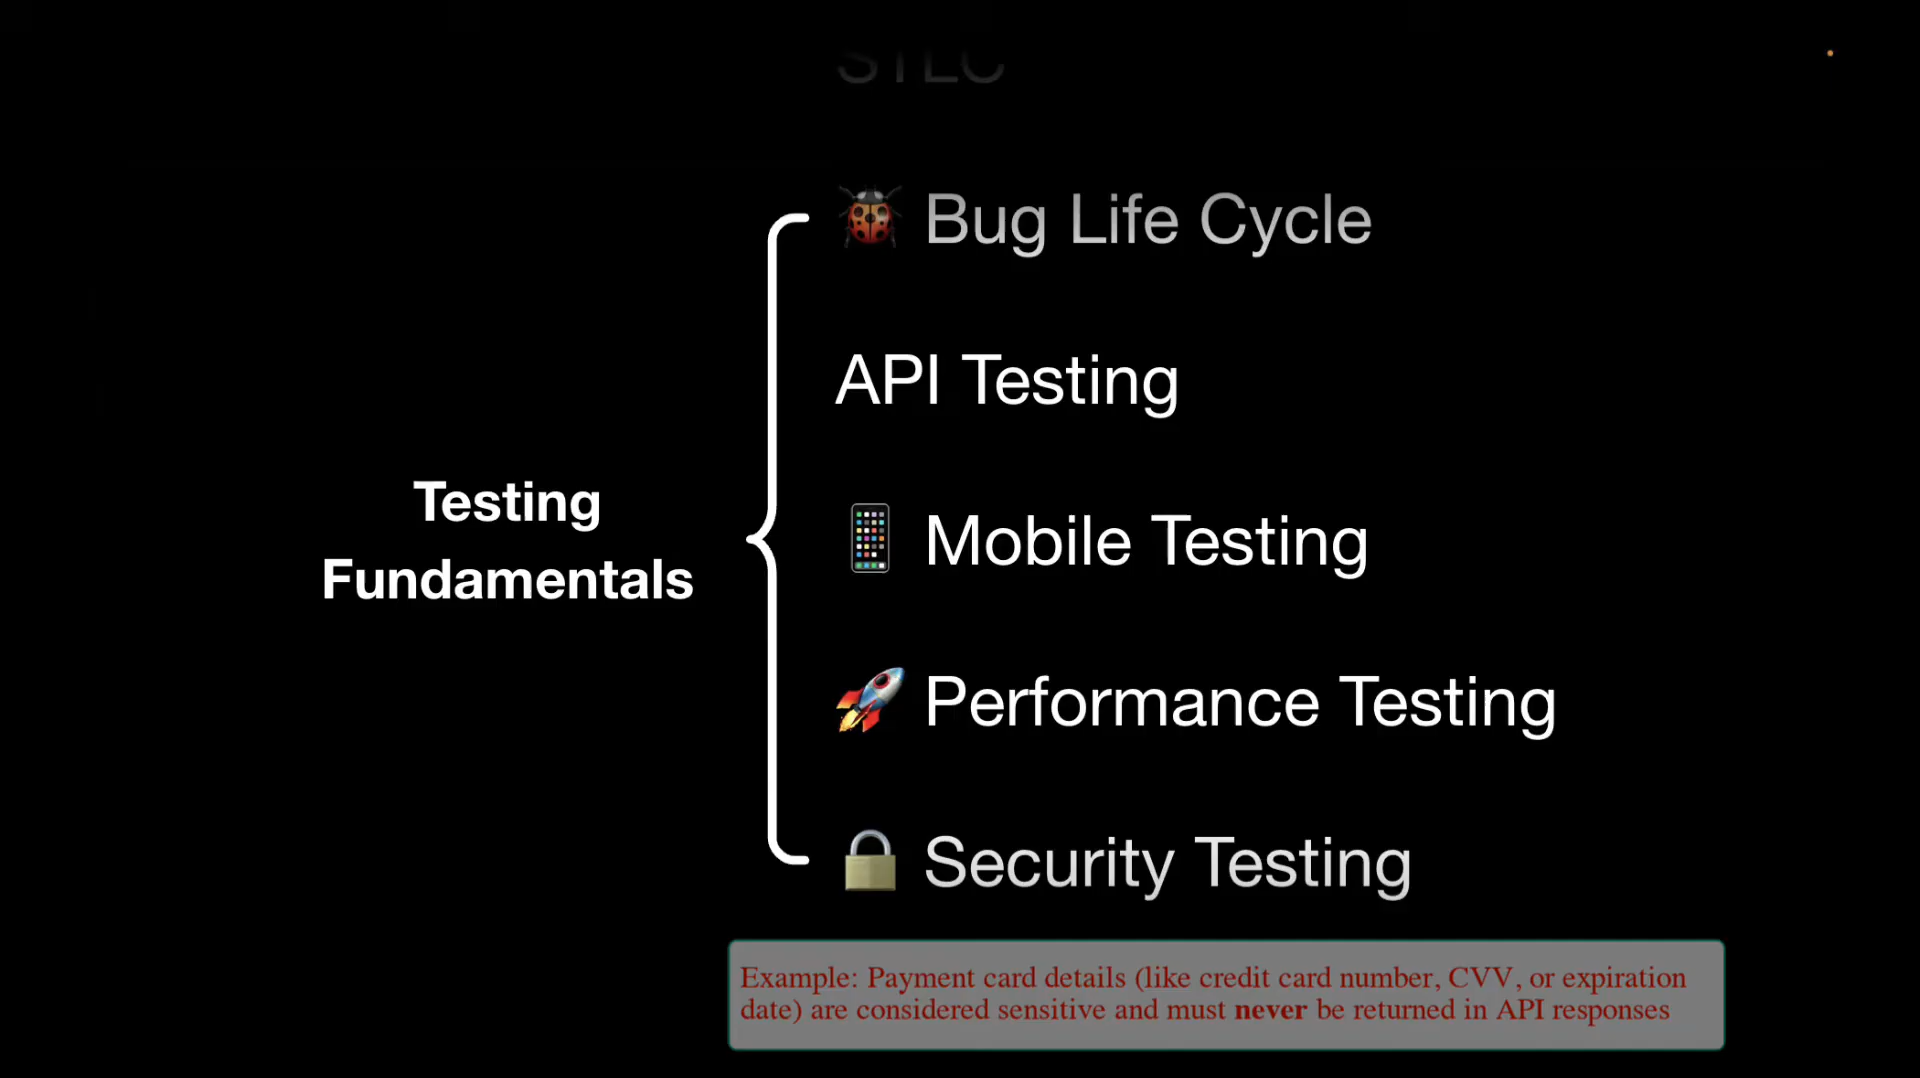 STLC
🐞 Bug Life Cycle
API Testing
Testing
Fundamentals
📱 Mobile Testing
🚀 Performance Testing
🔒 Security Testing
Example: Payment card details (like credit card number, CVV, or expiration
date) are considered sensitive and must never be returned in API responses